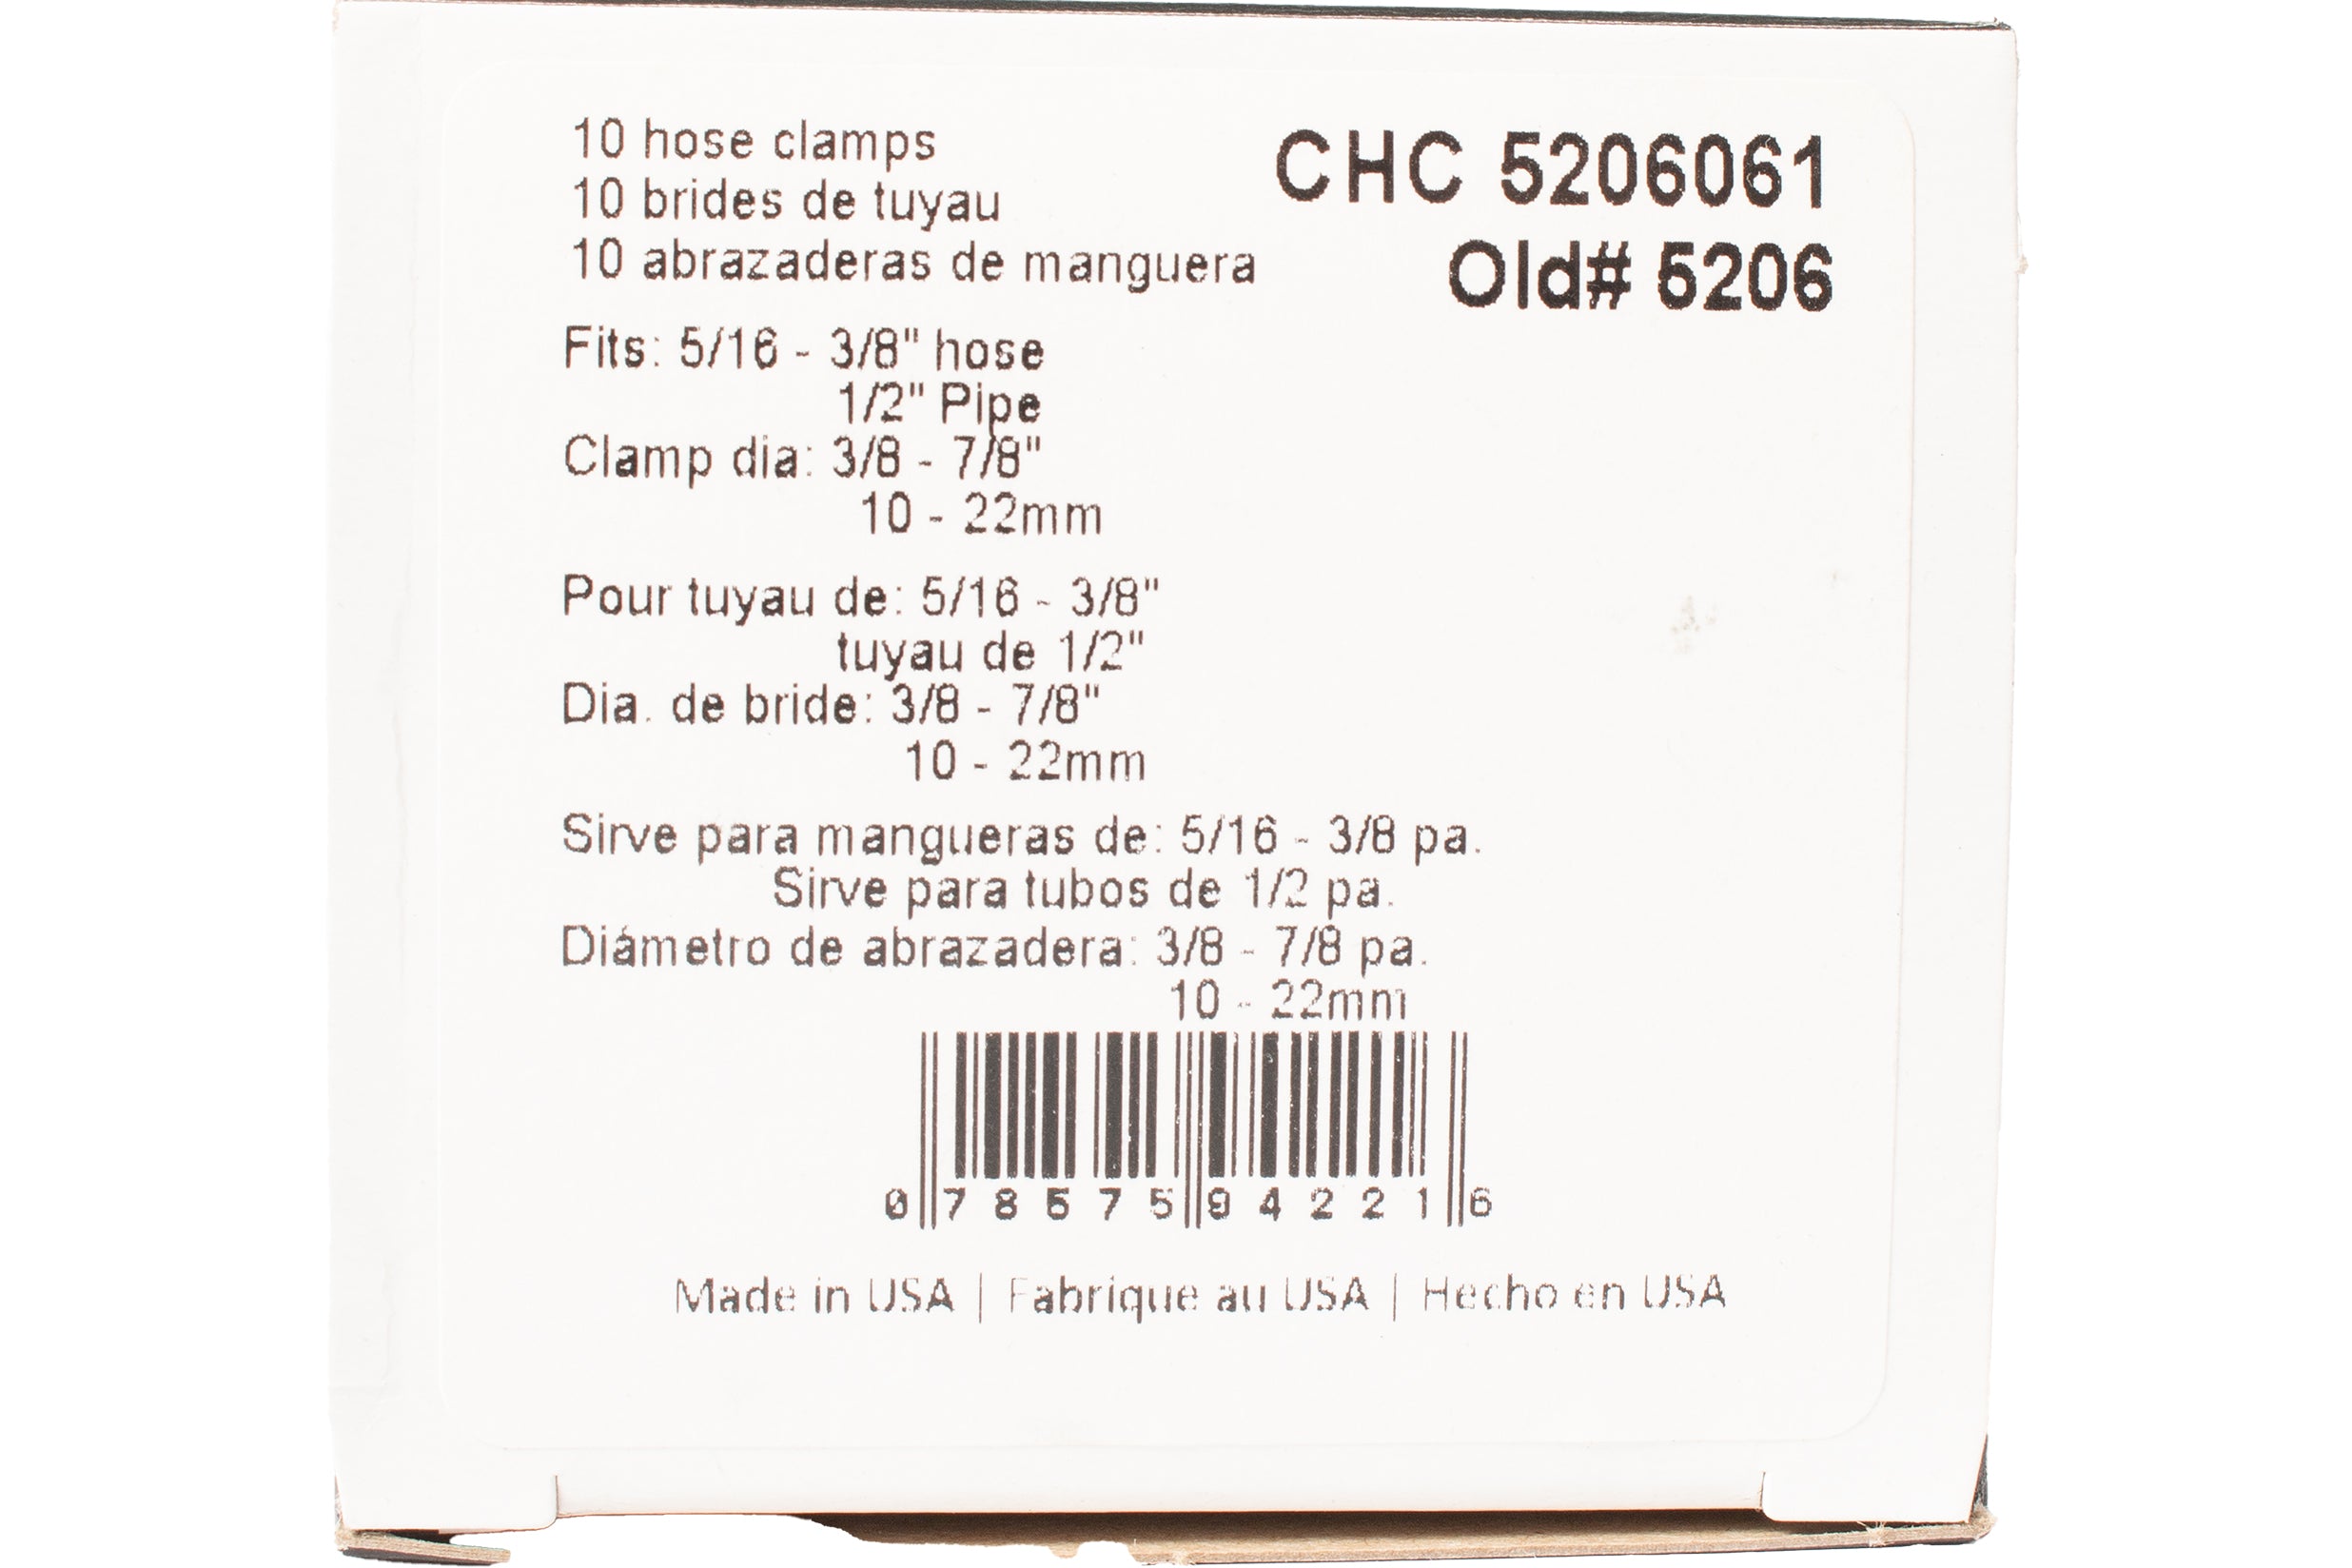 10 hose clamps
10 brides de tuyau
10 abrazaderas de manguera
CHC 5206061
Old# 5206
Fits: 5/16 - 3/8" hose
1/2" Pipe
Clamp dia: 3/8 - 7/8"
10 - 22mm
Pour tuyau de: 5/16 - 3/8"
tuyau de 1/2"
Dia. de bride: 3/8 - 7/8"
10 - 22mm
Sirve para mangueras de: 5/16 - 3/8 pa.
Sirve para tubos de 1/2 pa.
Diámetro de abrazadera: 3/8 - 7/8 pa.
10 - 22mm
0 78575 94221 6
Made in USA | Fabrique au USA | Hecho en USA